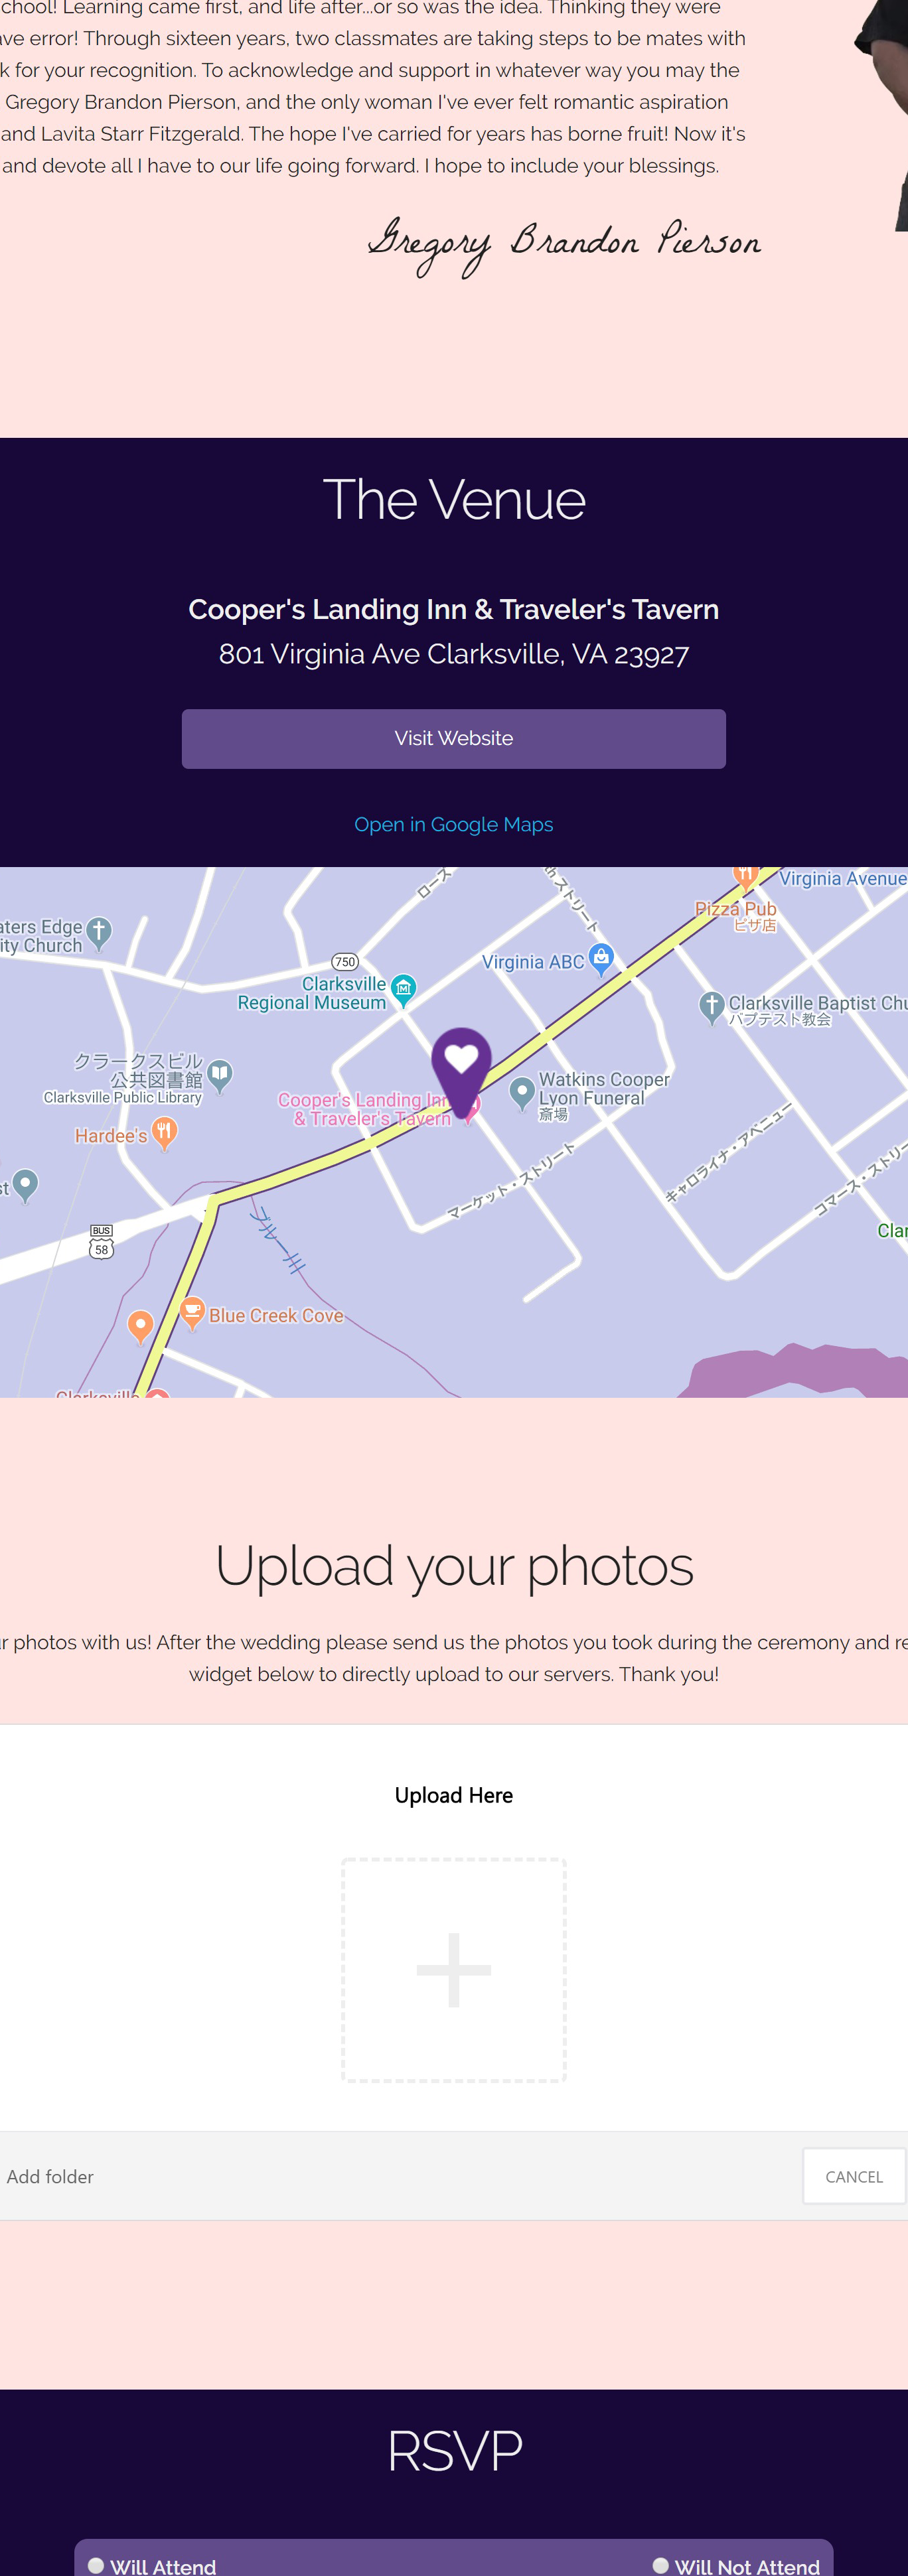 chool! Learning came first, and life after...or so was the idea. Thinking they were
ave error! Through sixteen years, two classmates are taking steps to be mates with
k for your recognition. To acknowledge and support in whatever way you may the
Gregory Brandon Pierson, and the only woman I've ever felt romantic aspiration
and Lavita Starr Fitzgerald. The hope I've carried for years has borne fruit! Now it's
and devote all I have to our life going forward. I hope to include your blessings.
Gregory Brandon Pierson
The Venue
Cooper's Landing Inn & Traveler's Tavern
801 Virginia Ave Clarksville, VA 23927
Visit Website
Open in Google Maps
ローズ
th ストリート
Virginia Avenue
Pizza Pub
ピザ店
aters Edge
ity Church
750
Virginia ABC
Clarksville
Regional Museum
Clarksville Baptist Chu
バプテスト教会
クラークスビル
公共図書館
Clarksville Public Library
Watkins Cooper
Lyon Funeral
斎場
Cooper's Landing Inn
& Traveler's Tavern
Hardee's
キャロライナ・アベニュー
マーケット・ストリート
コマース・ストリー
st
BUS
58
ブルー川
Clar
Blue Creek Cove
Clarksville
Upload your photos
r photos with us! After the wedding please send us the photos you took during the ceremony and re
widget below to directly upload to our servers. Thank you!
Upload Here
Add folder
CANCEL
RSVP
Will Attend
Will Not Attend